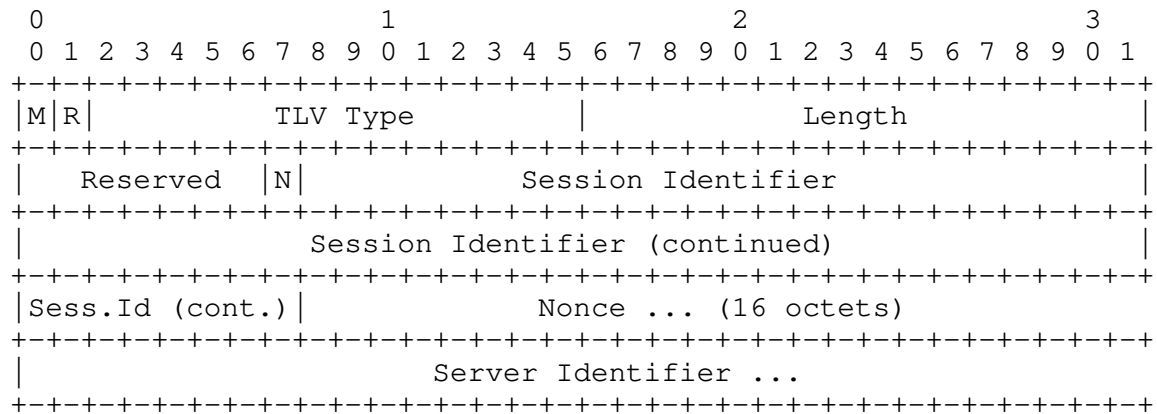 0                   1                   2                   3
 0 1 2 3 4 5 6 7 8 9 0 1 2 3 4 5 6 7 8 9 0 1 2 3 4 5 6 7 8 9 0 1
+-+-+-+-+-+-+-+-+-+-+-+-+-+-+-+-+-+-+-+-+-+-+-+-+-+-+-+-+-+-+-+-+
|M|R|          TLV Type         |            Length             |
+-+-+-+-+-+-+-+-+-+-+-+-+-+-+-+-+-+-+-+-+-+-+-+-+-+-+-+-+-+-+-+-+
|   Reserved  |N|            Session Identifier                 |
+-+-+-+-+-+-+-+-+-+-+-+-+-+-+-+-+-+-+-+-+-+-+-+-+-+-+-+-+-+-+-+-+
|                Session Identifier (continued)                 |
+-+-+-+-+-+-+-+-+-+-+-+-+-+-+-+-+-+-+-+-+-+-+-+-+-+-+-+-+-+-+-+-+
|Sess.Id (cont.)|             Nonce ... (16 octets)
+-+-+-+-+-+-+-+-+-+-+-+-+-+-+-+-+-+-+-+-+-+-+-+-+-+-+-+-+-+-+-+-+
|                       Server Identifier ...
+-+-+-+-+-+-+-+-+-+-+-+-+-+-+-+-+-+-+-+-+-+-+-+-+-+-+-+-+-+-+-+-+